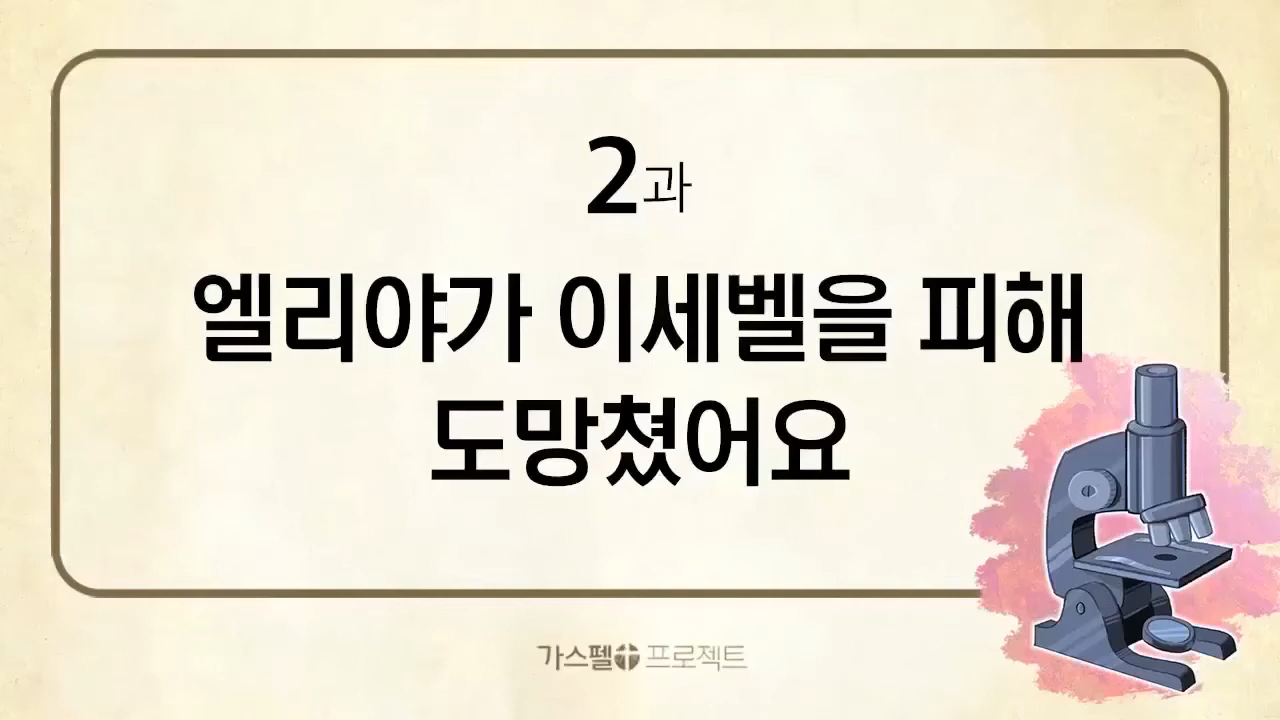 2과
엘리야가 이세벨을 피해
도망쳤어요
가스펠 프로젝트